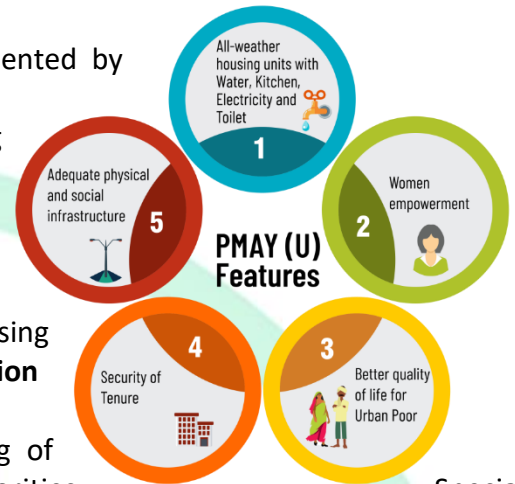 ented by
sing
ion
g of
All-weather
housing units with
Water, Kitchen,
Electricity and
Toilet
1
Women
empowerment
2
Better quality
of life for
Urban Poor
3
Security of
Tenure
4
Adequate physical
and social
infrastructure
5
PMAY (U)
Features